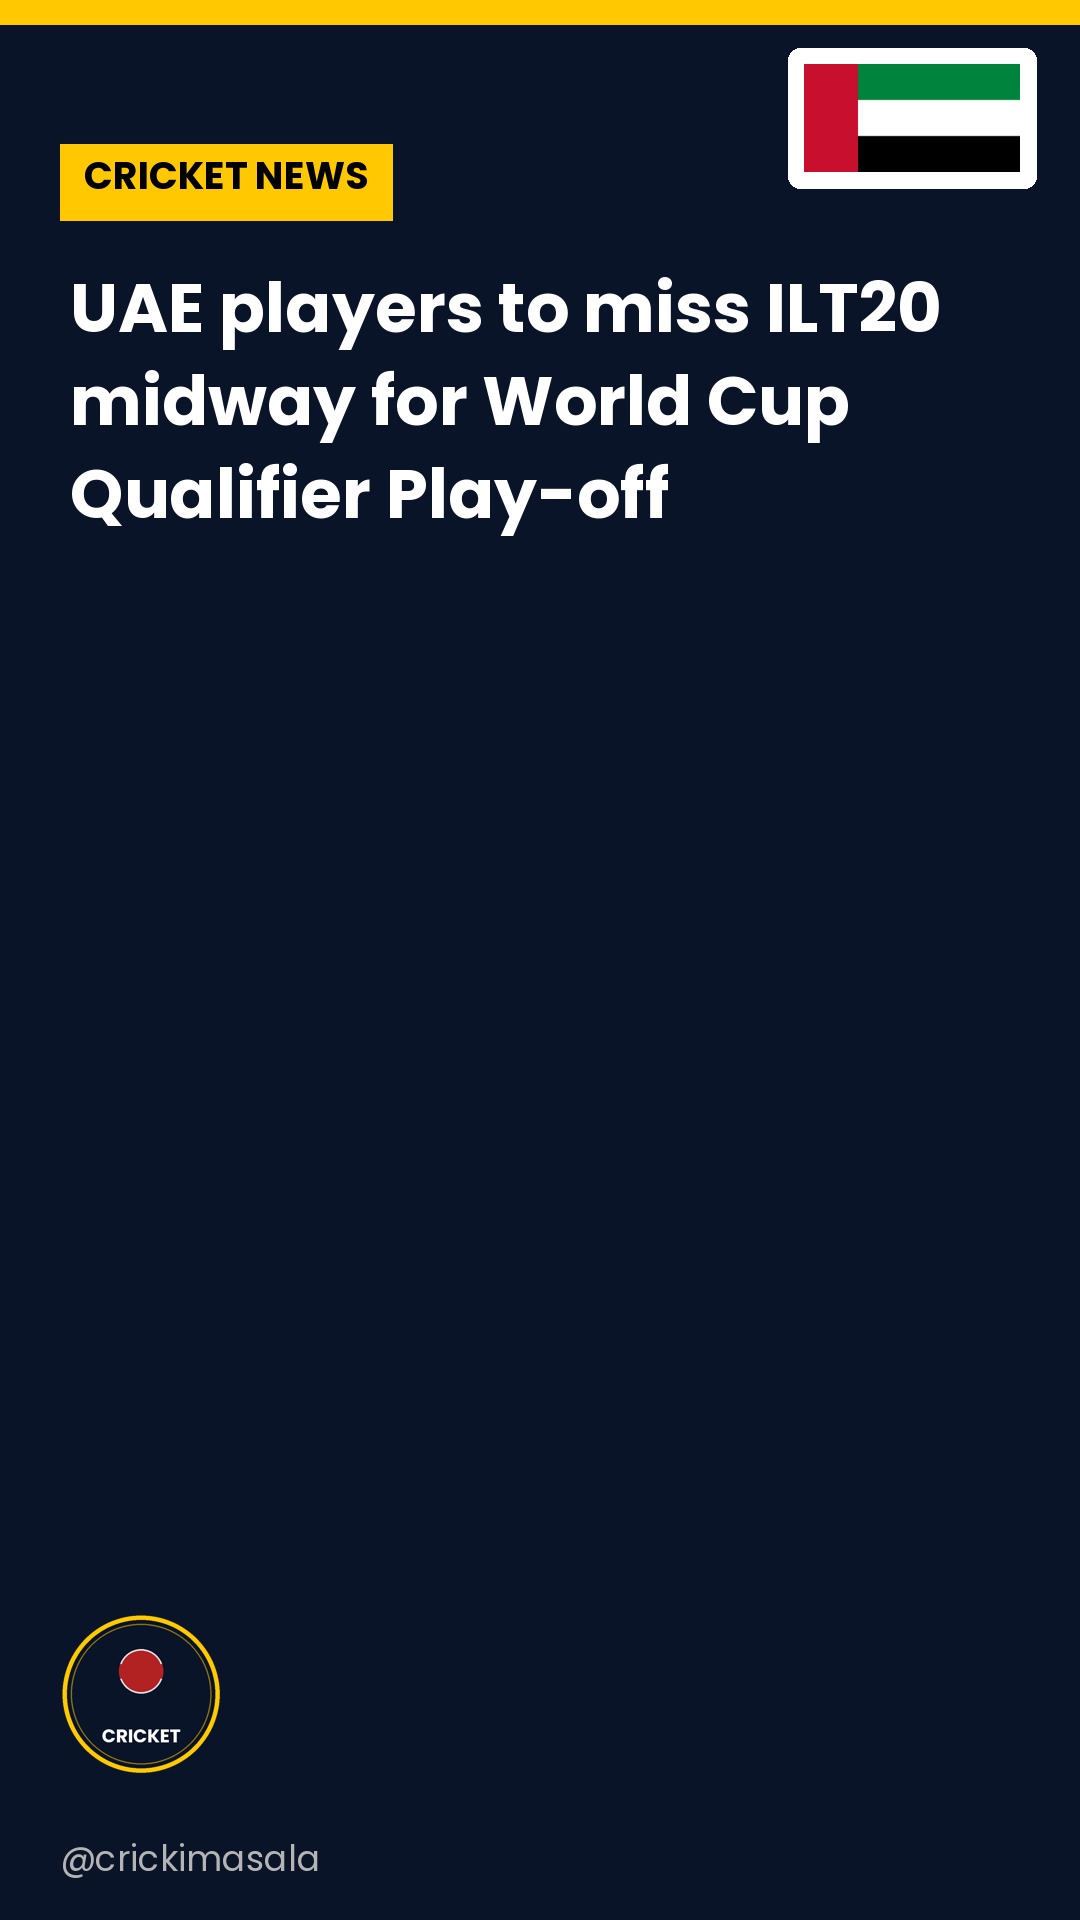 CRICKET NEWS
UAE players to miss ILT20
midway for World Cup
Qualifier Play-off
CRICKET
@crickimasala